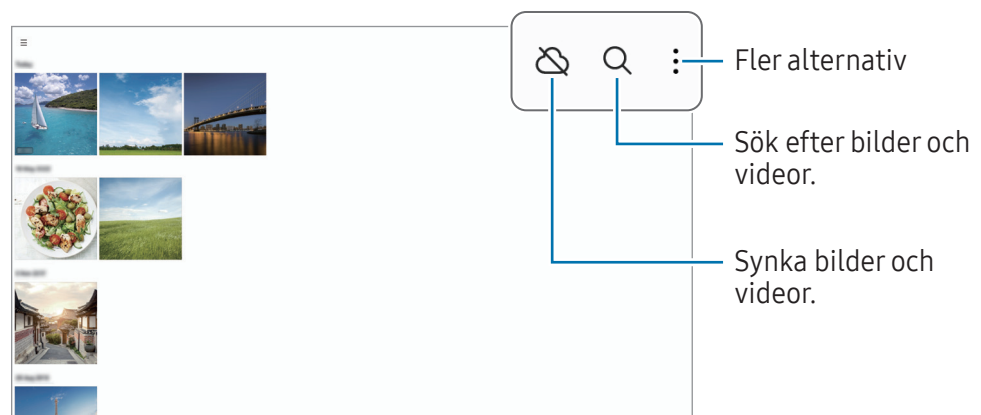 Fler alternativ
Sök efter bilder och
videor.
Synka bilder och
videor.